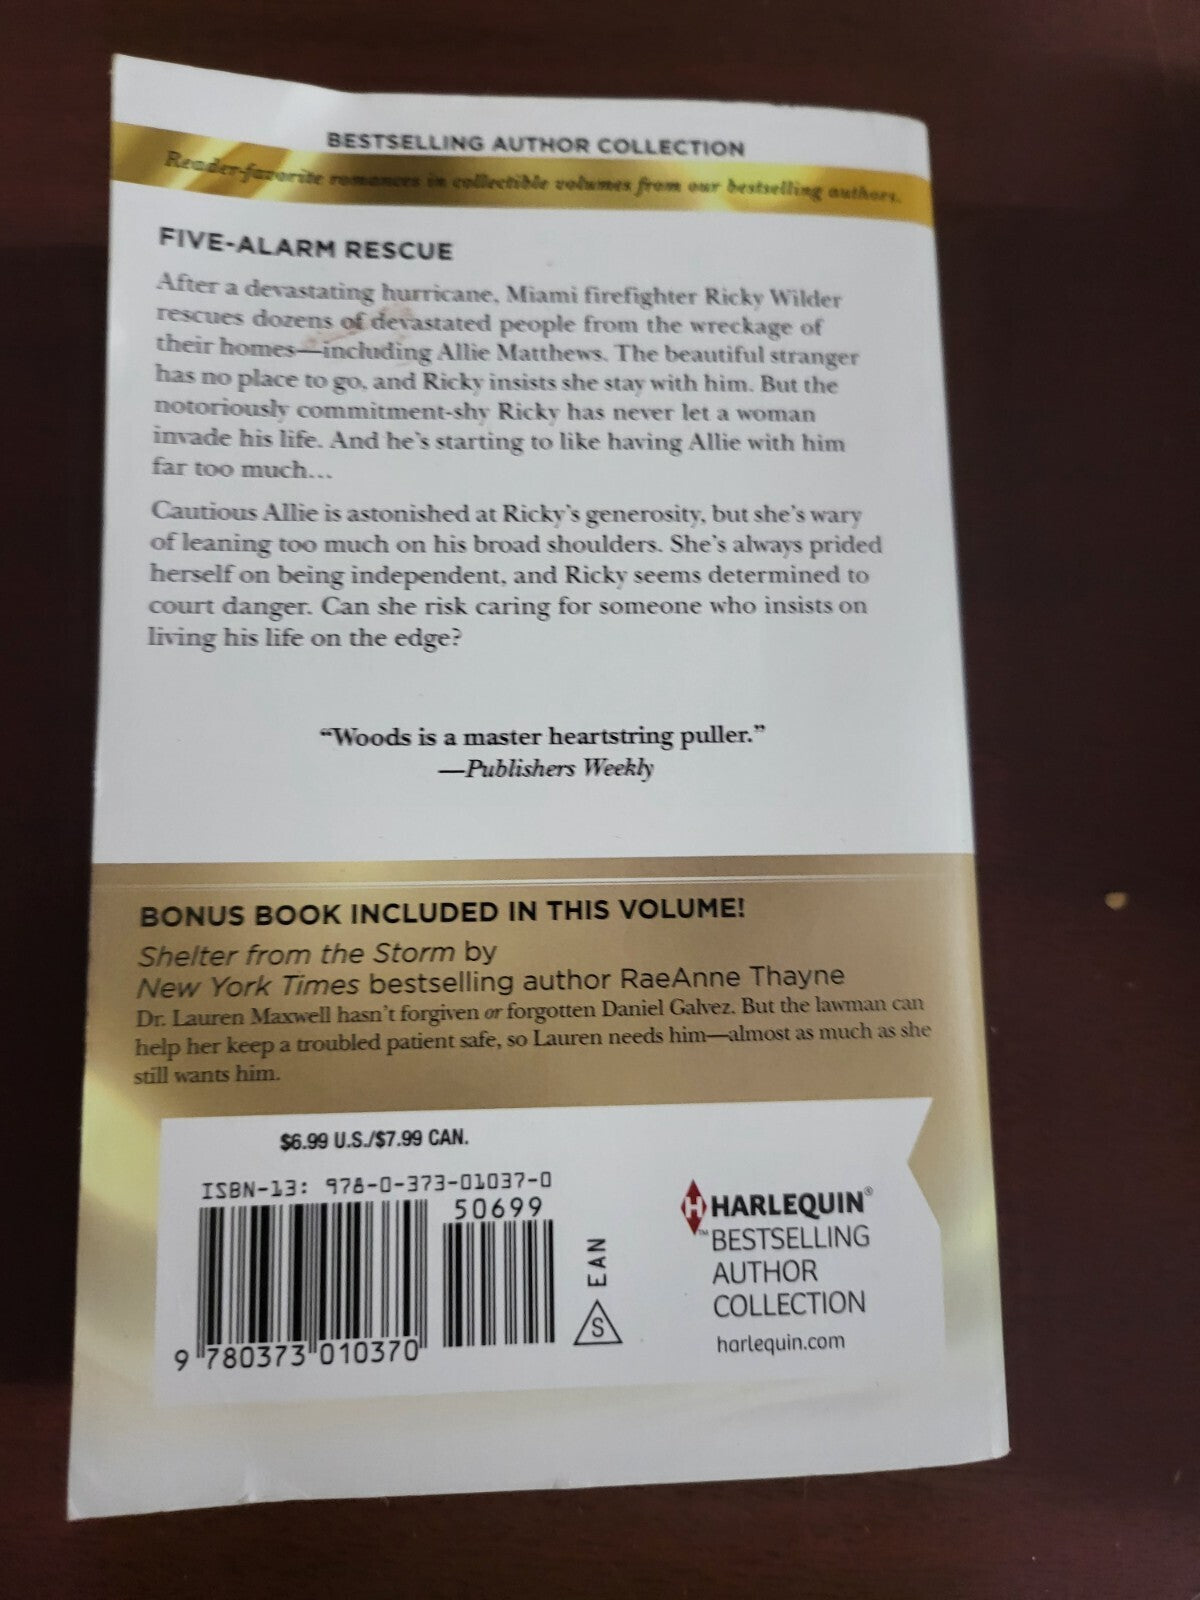 BESTSELLING AUTHOR COLLECTION
Reader-favorite romances in collectible volumes from our bestselling authors.
FIVE-ALARM RESCUE
After a devastating hurricane, Miami firefighter Ricky Wilder
rescues dozens of devastated people from the wreckage of
their homes—including Allie Matthews. The beautiful stranger
has no place to go, and Ricky insists she stay with him. But the
notoriously commitment-shy Ricky has never let a woman
invade his life. And he's starting to like having Allie with him
far too much…
Cautious Allie is astonished at Ricky's generosity, but she's wary
of leaning too much on his broad shoulders. She's always prided
herself on being independent, and Ricky seems determined to
court danger. Can she risk caring for someone who insists on
living his life on the edge?
“Woods is a master heartstring puller.”
—Publishers Weekly
BONUS BOOK INCLUDED IN THIS VOLUME!
Shelter from the Storm by
New York Times bestselling author RaeAnne Thayne
Dr. Lauren Maxwell hasn't forgiven or forgotten Daniel Galvez. But the lawman can
help her keep a troubled patient safe, so Lauren needs him—almost as much as she
still wants him.
$6.99 U.S./$7.99 CAN.
ISBN-13: 978-0-373-01037-0
50699
9 780373 010370
EAN
S
H HARLEQUIN®
™ BESTSELLING
AUTHOR
COLLECTION
harlequin.com